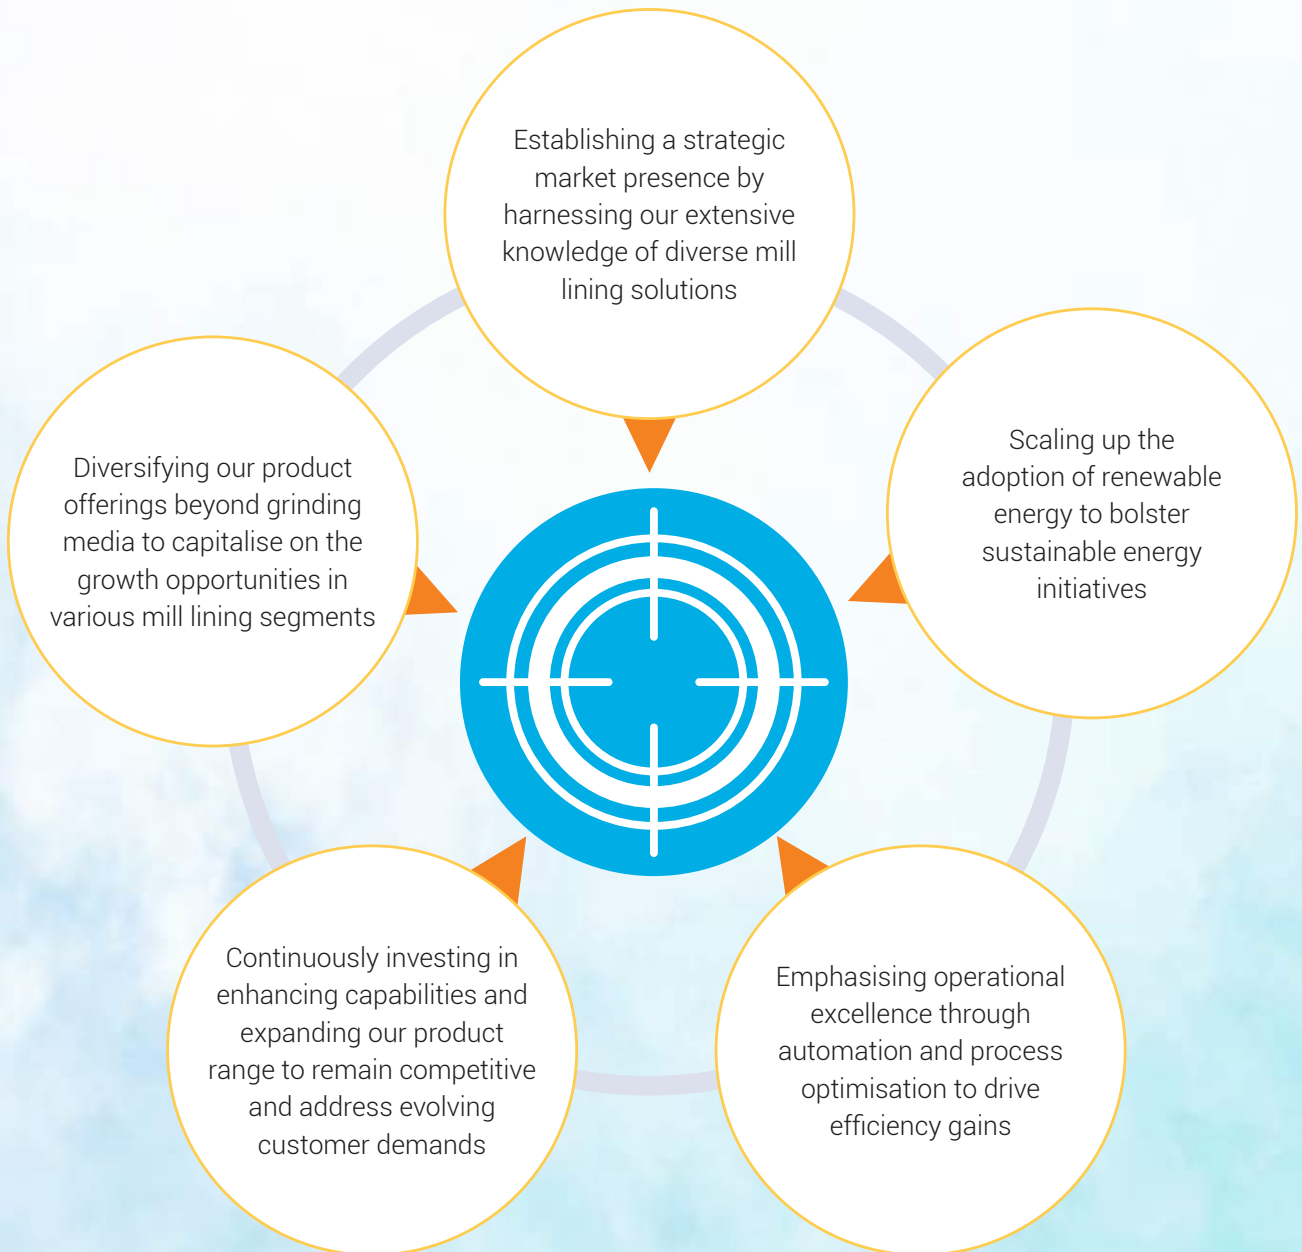 Establishing a strategic
market presence by
harnessing our extensive
knowledge of diverse mill
lining solutions
Scaling up the
adoption of renewable
energy to bolster
sustainable energy
initiatives
Emphasising operational
excellence through
automation and process
optimisation to drive
efficiency gains
Continuously investing in
enhancing capabilities and
expanding our product
range to remain competitive
and address evolving
customer demands
Diversifying our product
offerings beyond grinding
media to capitalise on the
growth opportunities in
various mill lining segments